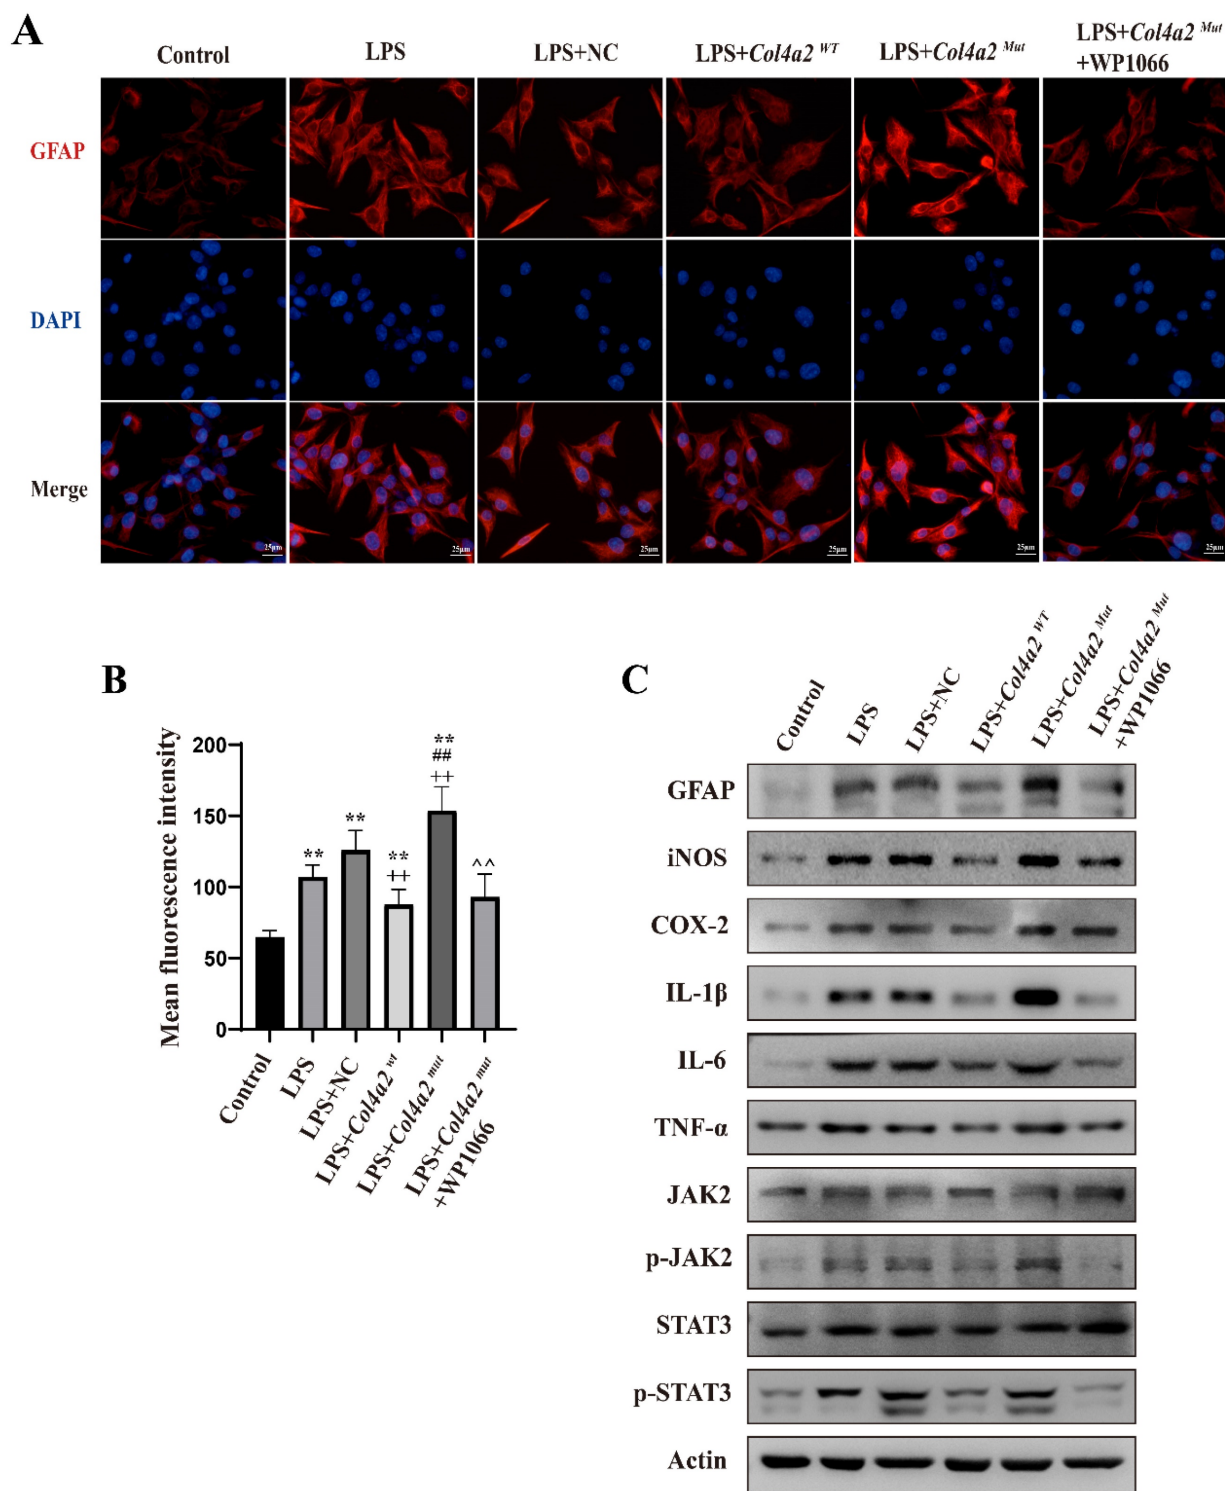 A
Control
LPS
LPS+NC
LPS+Col4a2 WT
LPS+Col4a2 Mut
LPS+Col4a2 Mut
+WP1066
GFAP
DAPI
Merge
25μm
25μm
25μm
25μm
25μm
25μm
B
Mean fluorescence intensity
200
150
100
50
0
**
**
**
++
**
##
++
^^
Control
LPS
LPS+NC
LPS+Col4a2 wt
LPS+Col4a2 mut
LPS+Col4a2 mut
+WP1066
C
Control
LPS
LPS+NC
LPS+Col4a2 WT
LPS+Col4a2 Mut
LPS+Col4a2 Mut
+WP1066
GFAP
iNOS
COX-2
IL-1β
IL-6
TNF-α
JAK2
p-JAK2
STAT3
p-STAT3
Actin